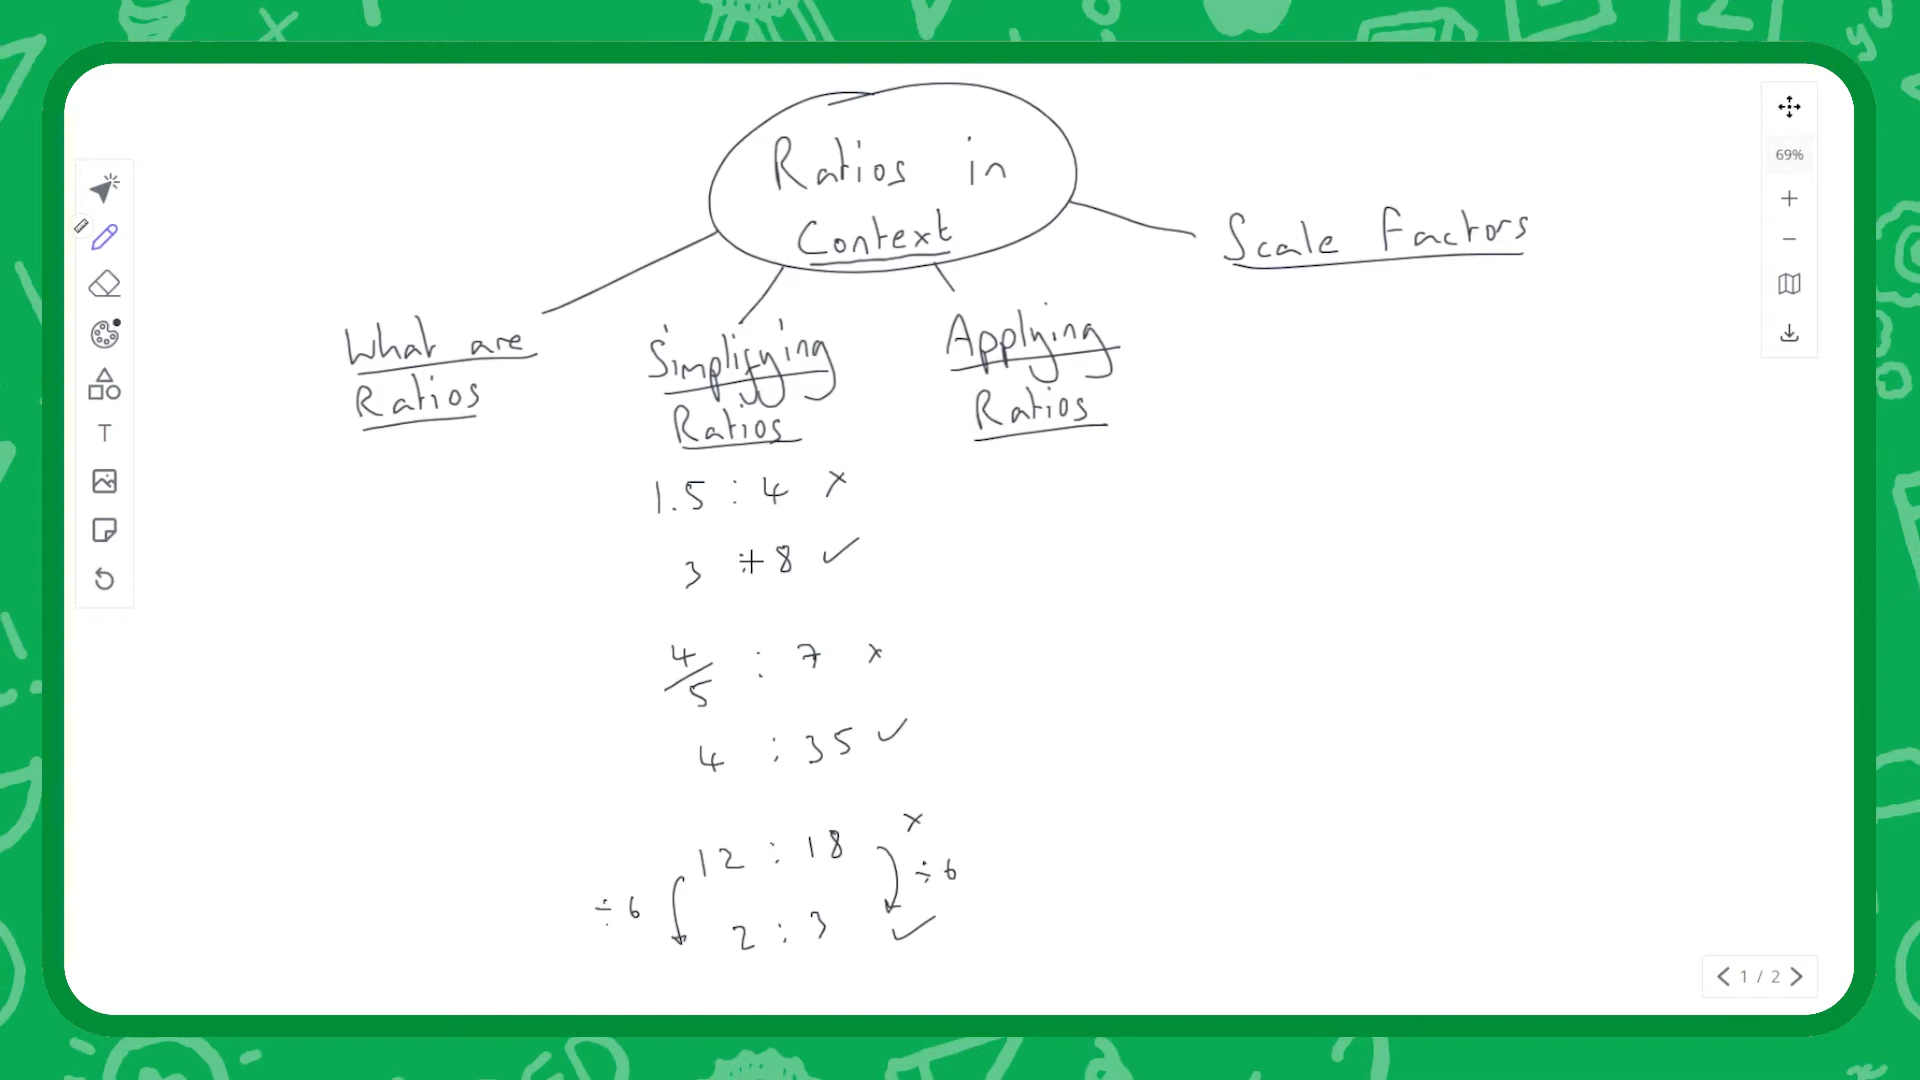 Ratios in
Context
Scale Factors
What are
Ratios
Simplifying
Ratios
Applying
Ratios
1.5 : 4 x
3 : 8 ✓
4/5 : 7 x
4 : 35 ✓
x
12 : 18
÷6
÷6
2 : 3 ✓
69%
T
1 / 2